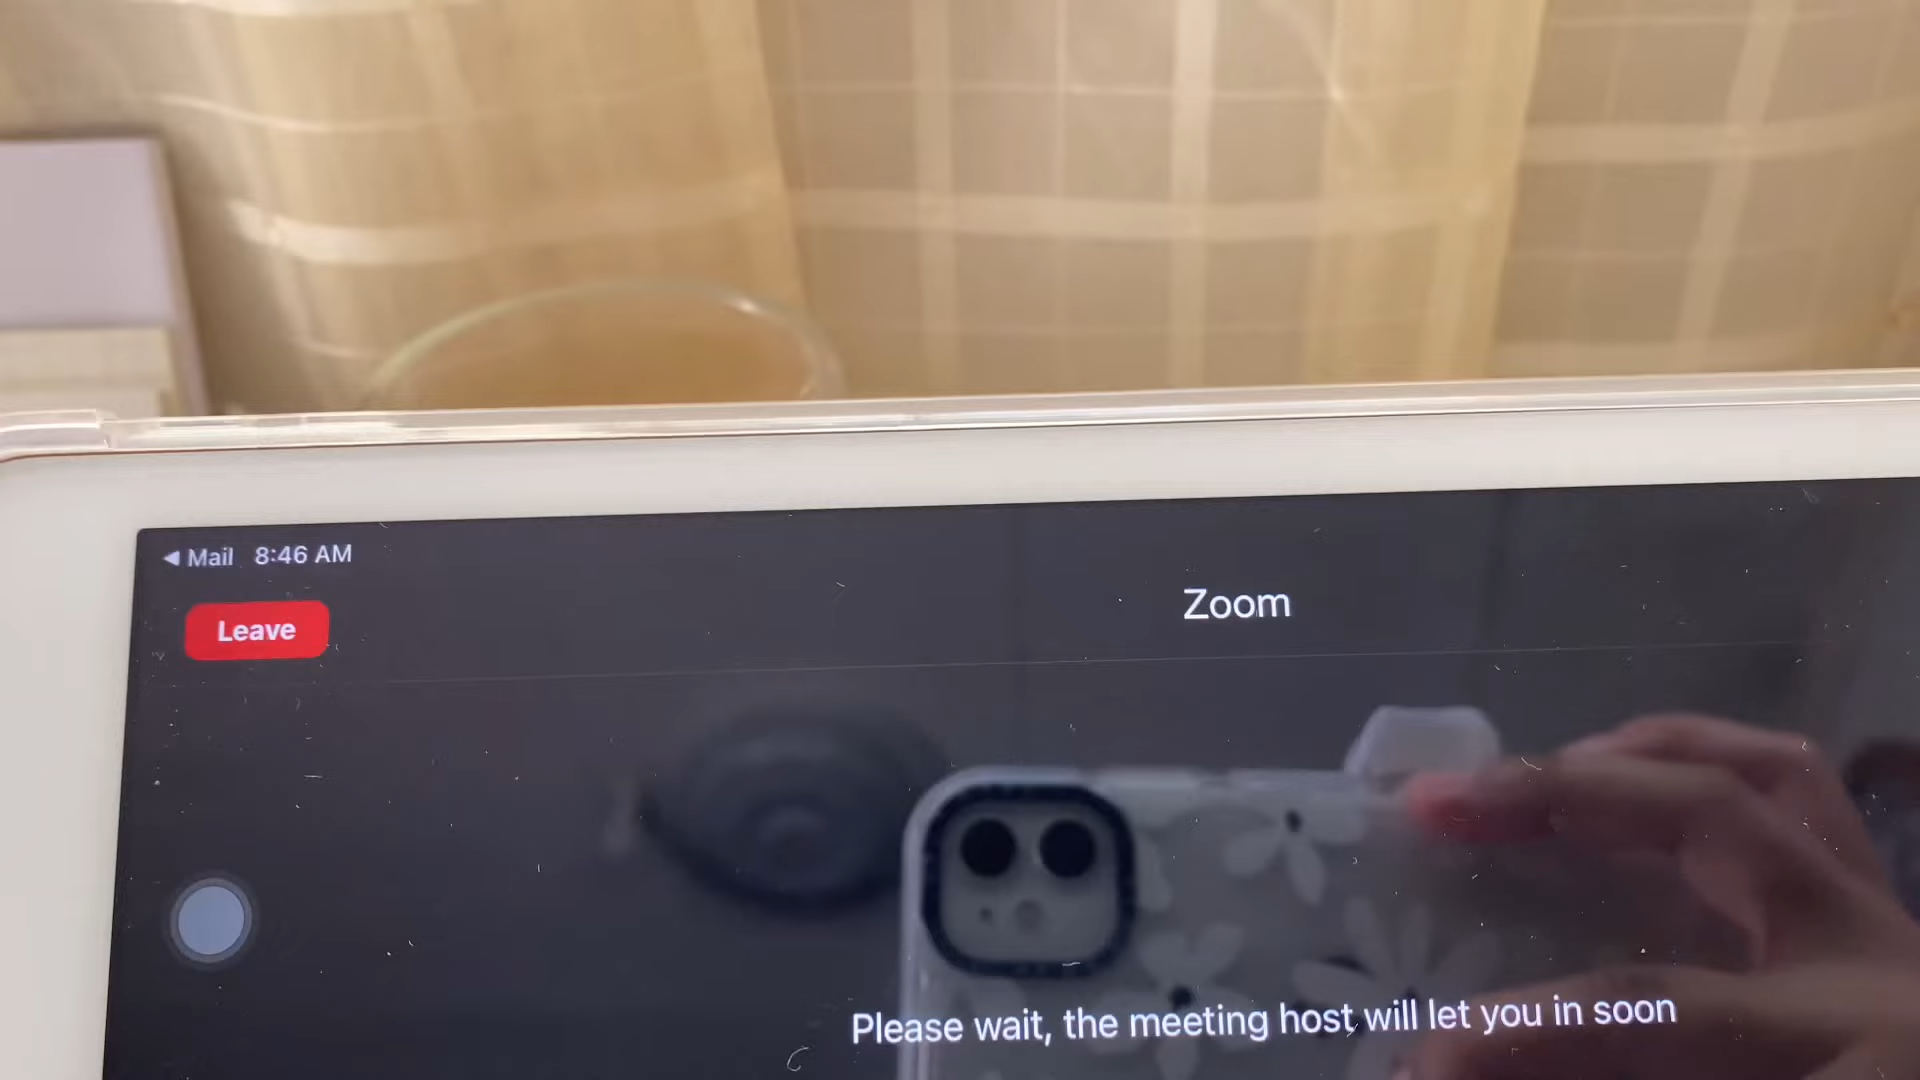 ◀ Mail 8:46 AM
Leave
Zoom
Please wait, the meeting host will let you in soon